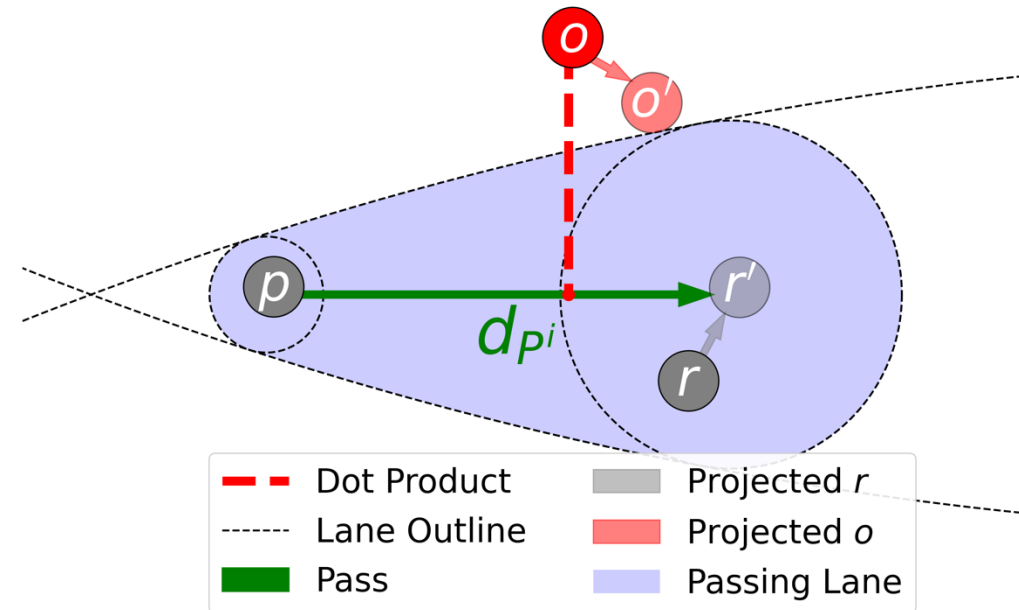 o
o'
p
r'
d_{P^i}
r
Dot Product
Lane Outline
Pass
Projected r
Projected o
Passing Lane